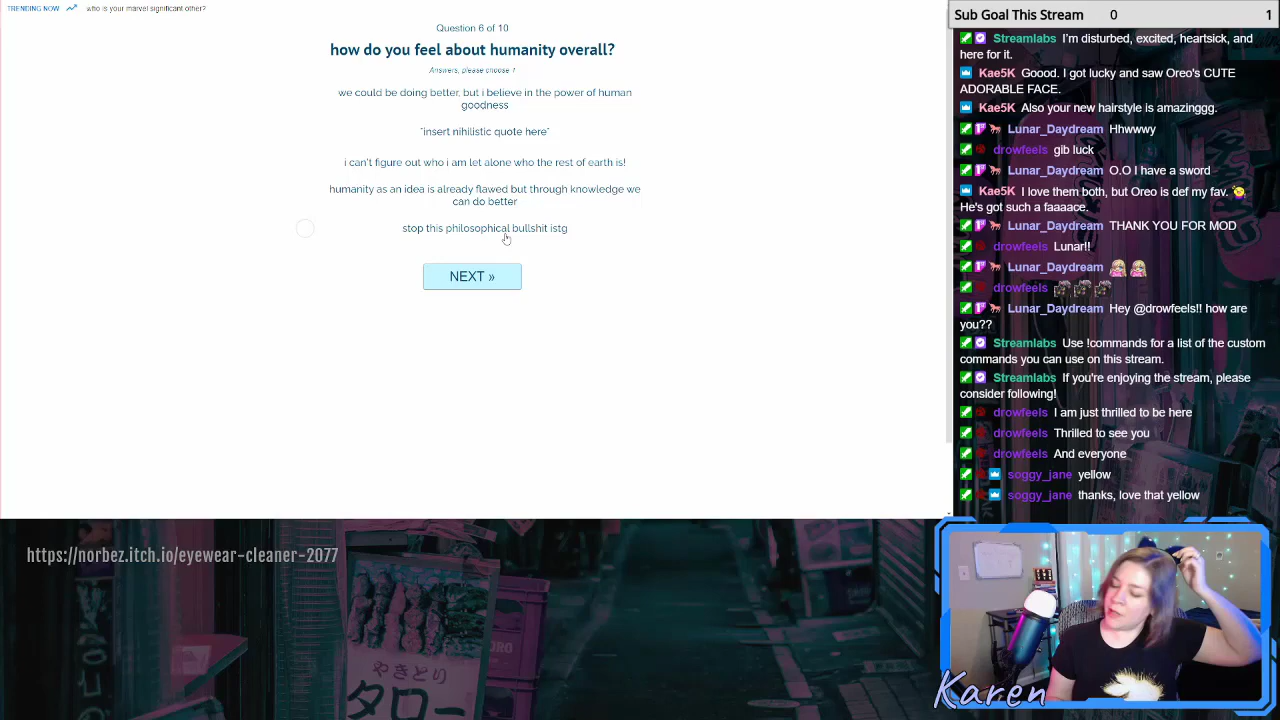 TRENDING NOW who is your marvel significant other?
Question 6 of 10
how do you feel about humanity overall?
Answers, please choose 1
we could be doing better, but i believe in the power of human
goodness
*insert nihilistic quote here*
i can't figure out who i am let alone who the rest of earth is!
humanity as an idea is already flawed but through knowledge we
can do better
stop this philosophical bullshit istg
NEXT »
https://norbez.itch.io/eyewear-cleaner-2077
やきとり
タワー
Sub Goal This Stream 0 1
Streamlabs I'm disturbed, excited, heartsick, and
here for it.
Kae5K Goood. I got lucky and saw Oreo's CUTE
ADORABLE FACE.
Kae5K Also your new hairstyle is amazinggg.
Lunar_Daydream Hhwwwy
drowfeels gib luck
Lunar_Daydream O.O I have a sword
Kae5K I love them both, but Oreo is def my fav.
He's got such a faaaace.
Lunar_Daydream THANK YOU FOR MOD
drowfeels Lunar!!
Lunar_Daydream
drowfeels
Lunar_Daydream Hey @drowfeels!! how are
you??
Streamlabs Use !commands for a list of the custom
commands you can use on this stream.
Streamlabs If you're enjoying the stream, please
consider following!
drowfeels I am just thrilled to be here
drowfeels Thrilled to see you
drowfeels And everyone
soggy_jane yellow
soggy_jane thanks, love that yellow
Karen